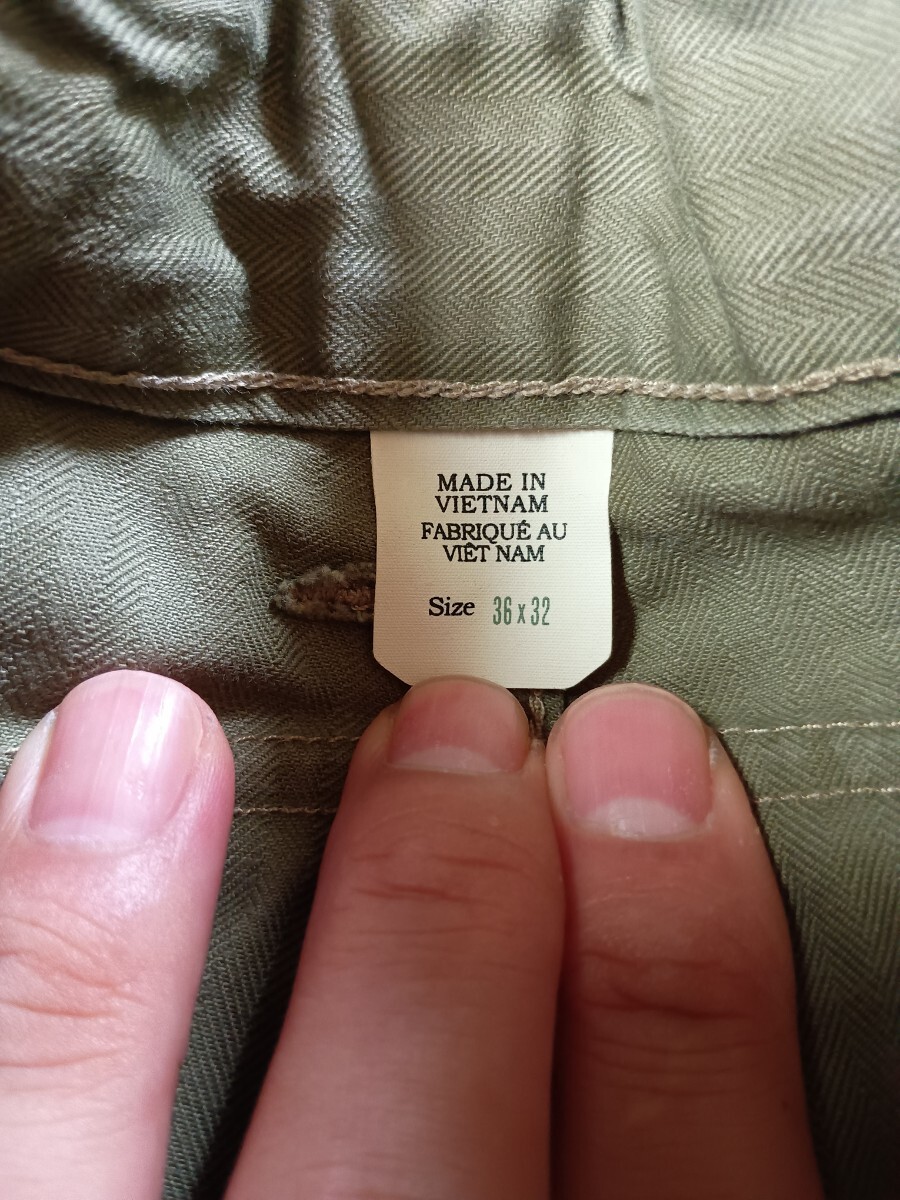 MADE IN
VIETNAM
FABRIQUÉ AU
VIÊT NAM
Size 36 x 32